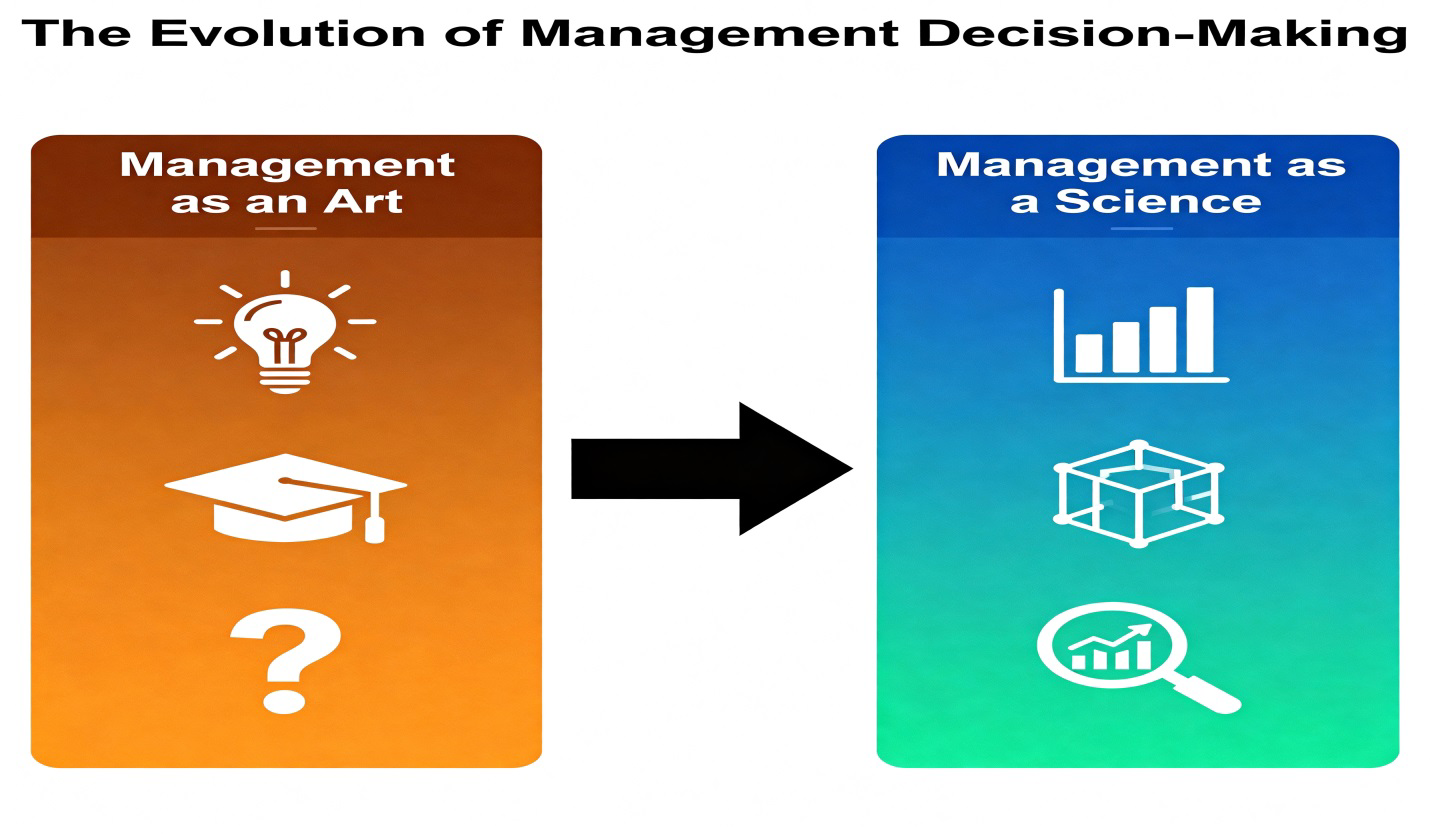 The Evolution of Management Decision-Making
Management
as an Art
?
Management as
a Science